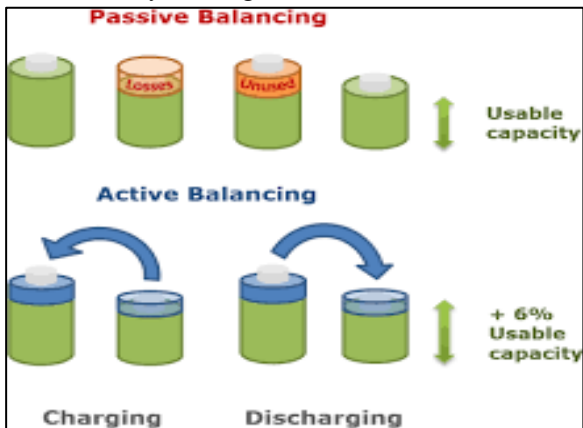 Passive Balancing
Losses
Unused
Usable
capacity
Active Balancing
+ 6%
Usable
capacity
Charging
Discharging